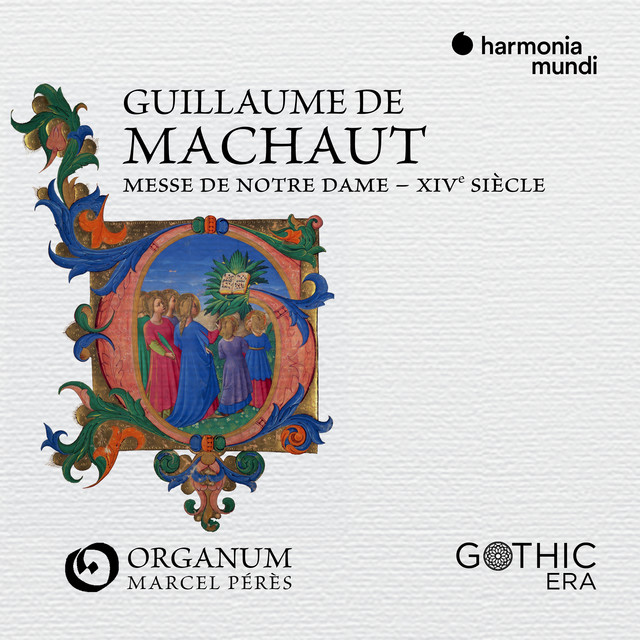 harmonia
mundi
GUILLAUME DE
MACHAUT
MESSE DE NOTRE DAME – XIVe SIÈCLE
ORGANUM
MARCEL PÉRÈS
GOTHIC
ERA